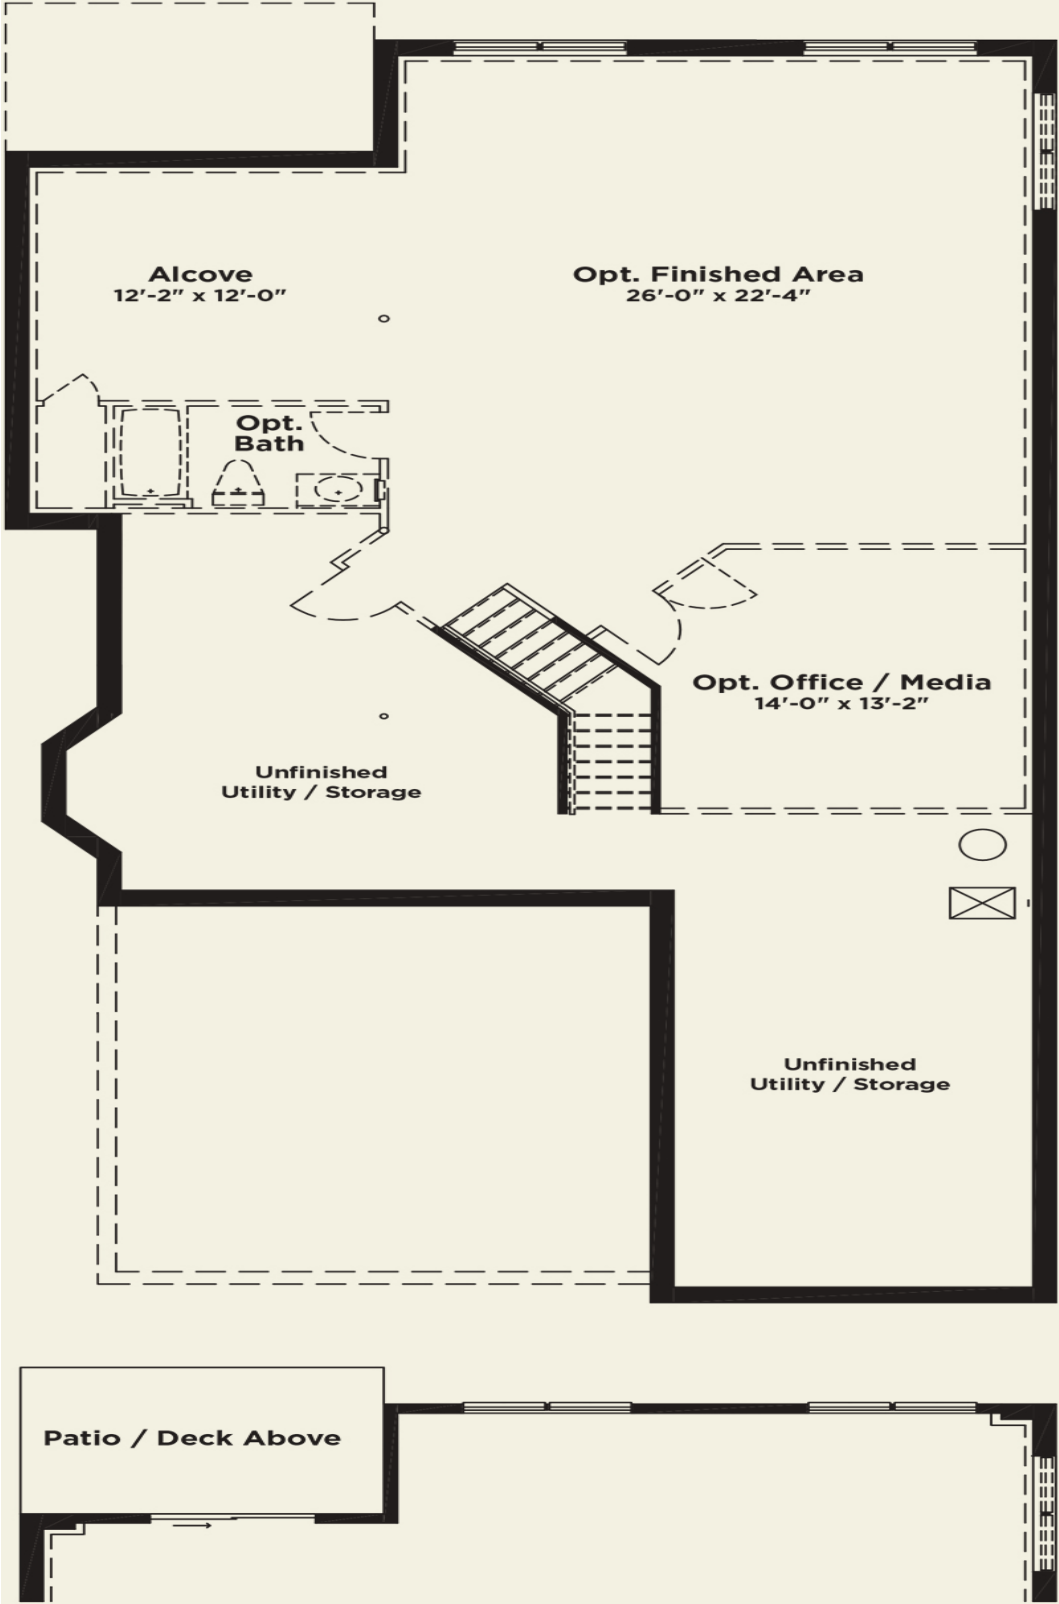 Alcove
12'-2" x 12'-0"
Opt. Finished Area
26'-0" x 22'-4"
Opt.
Bath
Opt. Office / Media
14'-0" x 13'-2"
Unfinished
Utility / Storage
Unfinished
Utility / Storage
Patio / Deck Above